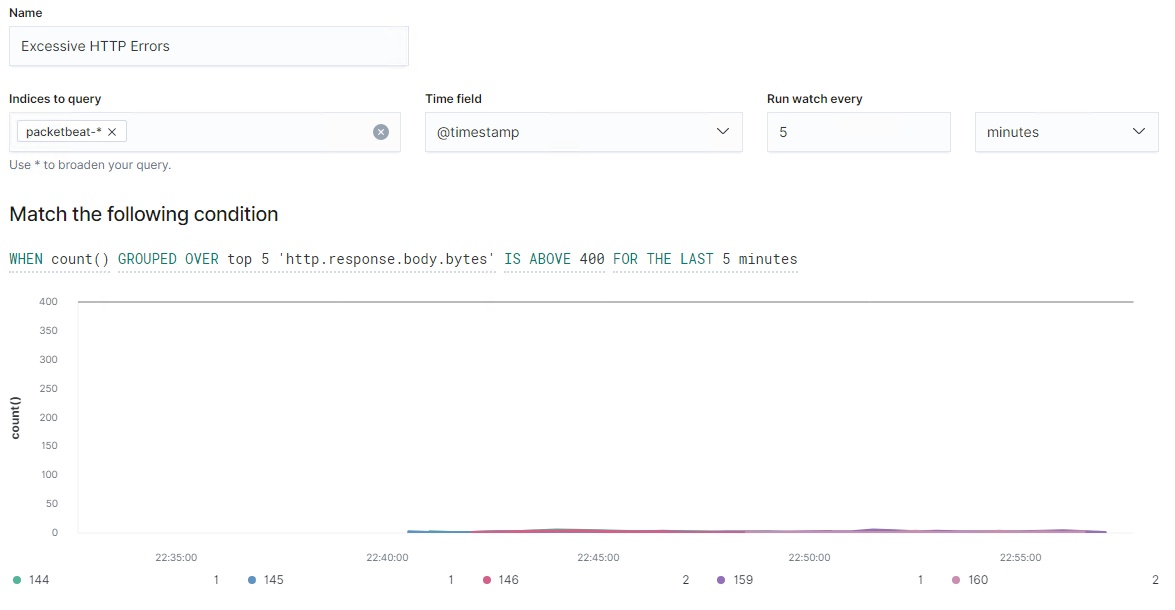 Name
Excessive HTTP Errors
Indices to query
Time field
Run watch every
packetbeat-*
@timestamp
5
minutes
Use * to broaden your query.
Match the following condition
WHEN count() GROUPED OVER top 5 'http.response.body.bytes' IS ABOVE 400 FOR THE LAST 5 minutes
400
350
300
250
200
150
100
50
0
count()
22:35:00 22:40:00 22:45:00 22:50:00 22:55:00
144 1 145 1 146 2 159 1 160 2